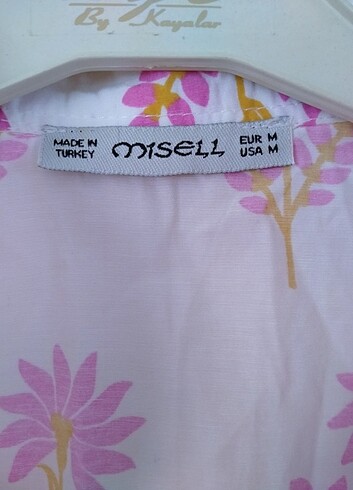 By Kayalar
MADE IN
TURKEY
mISELL
EUR M
USA M